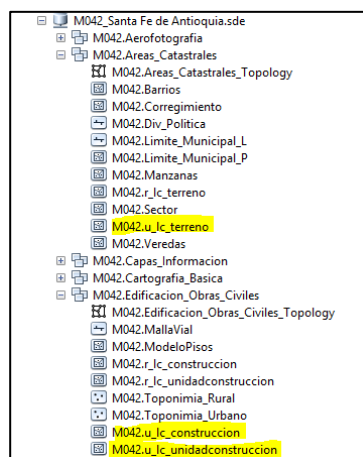 M042_Santa Fe de Antioquia.sde
M042.Aerofotografia
M042.Areas_Catastrales
M042.Areas_Catastrales_Topology
M042.Barrios
M042.Corregimiento
M042.Div_Politica
M042.Limite_Municipal_L
M042.Limite_Municipal_P
M042.Manzanas
M042.r_lc_terreno
M042.Sector
M042.u_lc_terreno
M042.Veredas
M042.Capas_Informacion
M042.Cartografia_Basica
M042.Edificacion_Obras_Civiles
M042.Edificacion_Obras_Civiles_Topology
M042.MallaVial
M042.ModeloPisos
M042.r_lc_construccion
M042.r_lc_unidadconstruccion
M042.Toponimia_Rural
M042.Toponimia_Urbano
M042.u_lc_construccion
M042.u_lc_unidadconstruccion